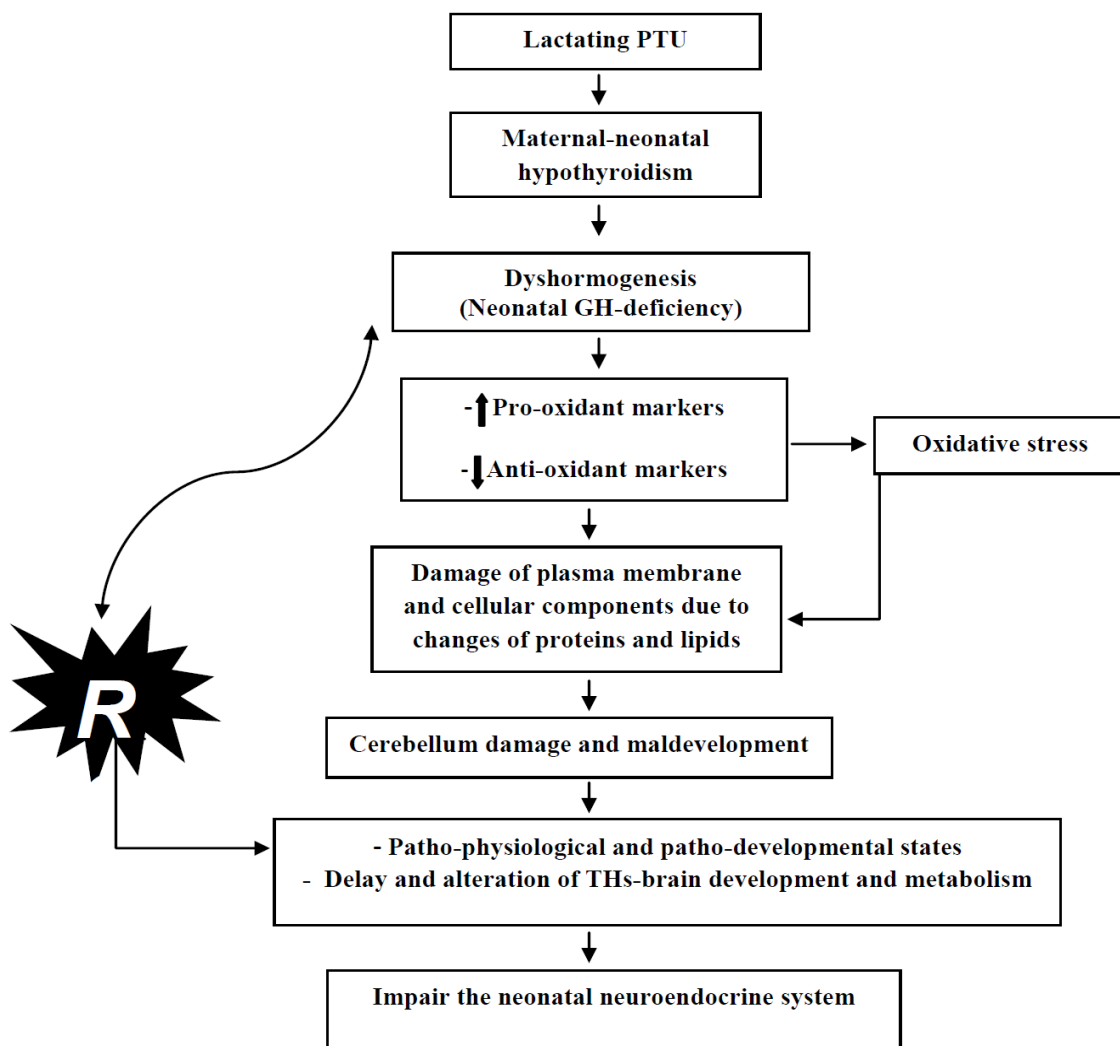 Lactating PTU
Maternal-neonatal
hypothyroidism
Dyshormogenesis
(Neonatal GH-deficiency)
- Pro-oxidant markers
- Anti-oxidant markers
Oxidative stress
Damage of plasma membrane
and cellular components due to
changes of proteins and lipids
R
Cerebellum damage and maldevelopment
- Patho-physiological and patho-developmental states
- Delay and alteration of THs-brain development and metabolism
Impair the neonatal neuroendocrine system